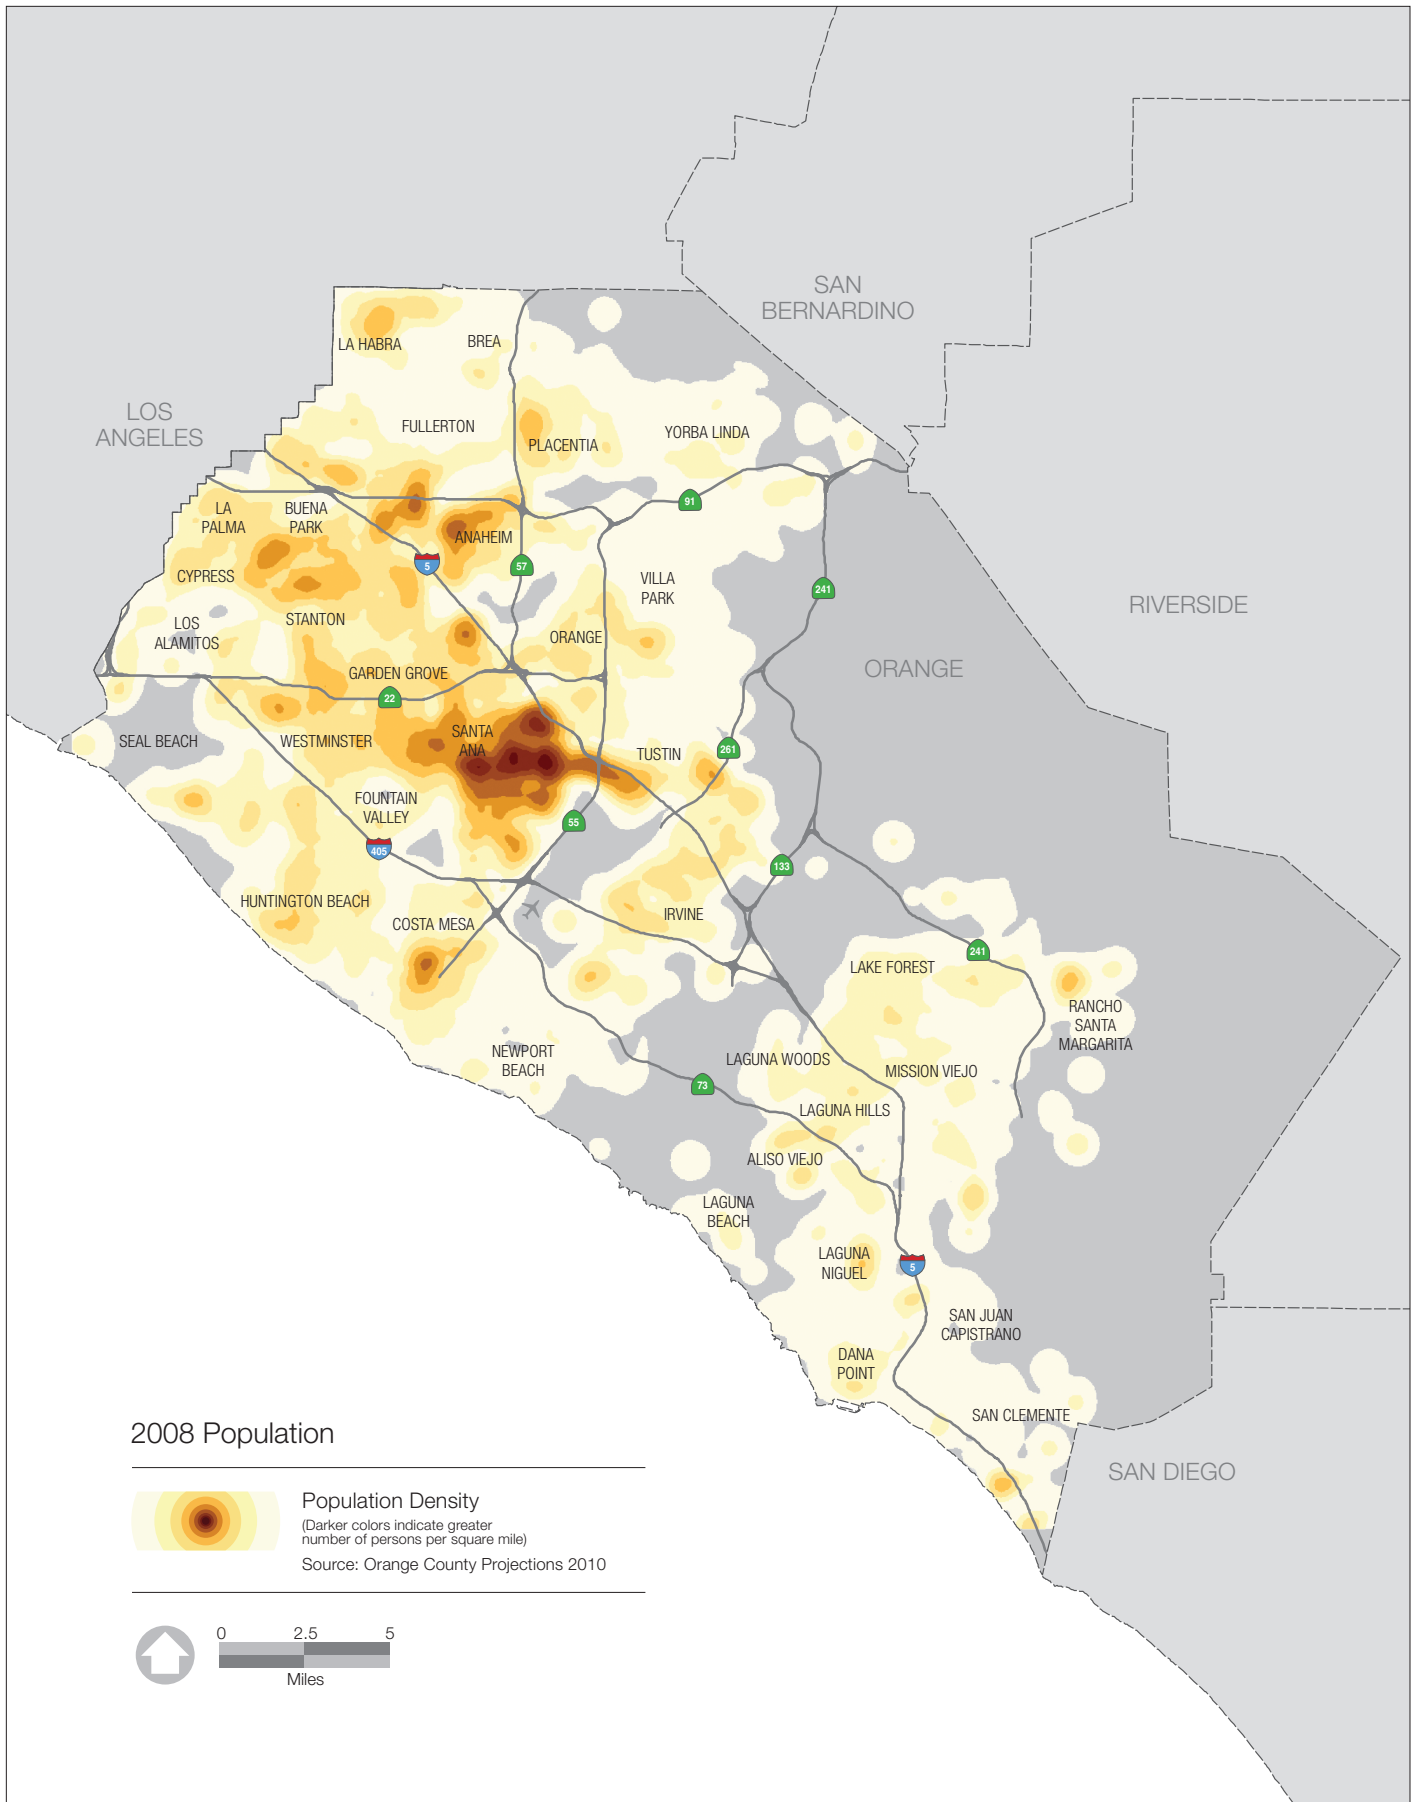 SAN
BERNARDINO
LOS
ANGELES
LA HABRA
BREA
FULLERTON
PLACENTIA
YORBA LINDA
91
LA
PALMA
BUENA
PARK
ANAHEIM
5
57
CYPRESS
VILLA
PARK
241
RIVERSIDE
LOS
ALAMITOS
STANTON
ORANGE
ORANGE
GARDEN GROVE
22
SEAL BEACH
WESTMINSTER
SANTA
ANA
TUSTIN
261
FOUNTAIN
VALLEY
55
405
133
HUNTINGTON BEACH
COSTA MESA
IRVINE
241
LAKE FOREST
RANCHO
SANTA
MARGARITA
NEWPORT
BEACH
LAGUNA WOODS
MISSION VIEJO
73
LAGUNA HILLS
ALISO VIEJO
LAGUNA
BEACH
LAGUNA
NIGUEL
5
SAN JUAN
CAPISTRANO
DANA
POINT
SAN CLEMENTE
SAN DIEGO
2008 Population
Population Density
(Darker colors indicate greater
number of persons per square mile)
Source: Orange County Projections 2010
0 2.5 5
Miles